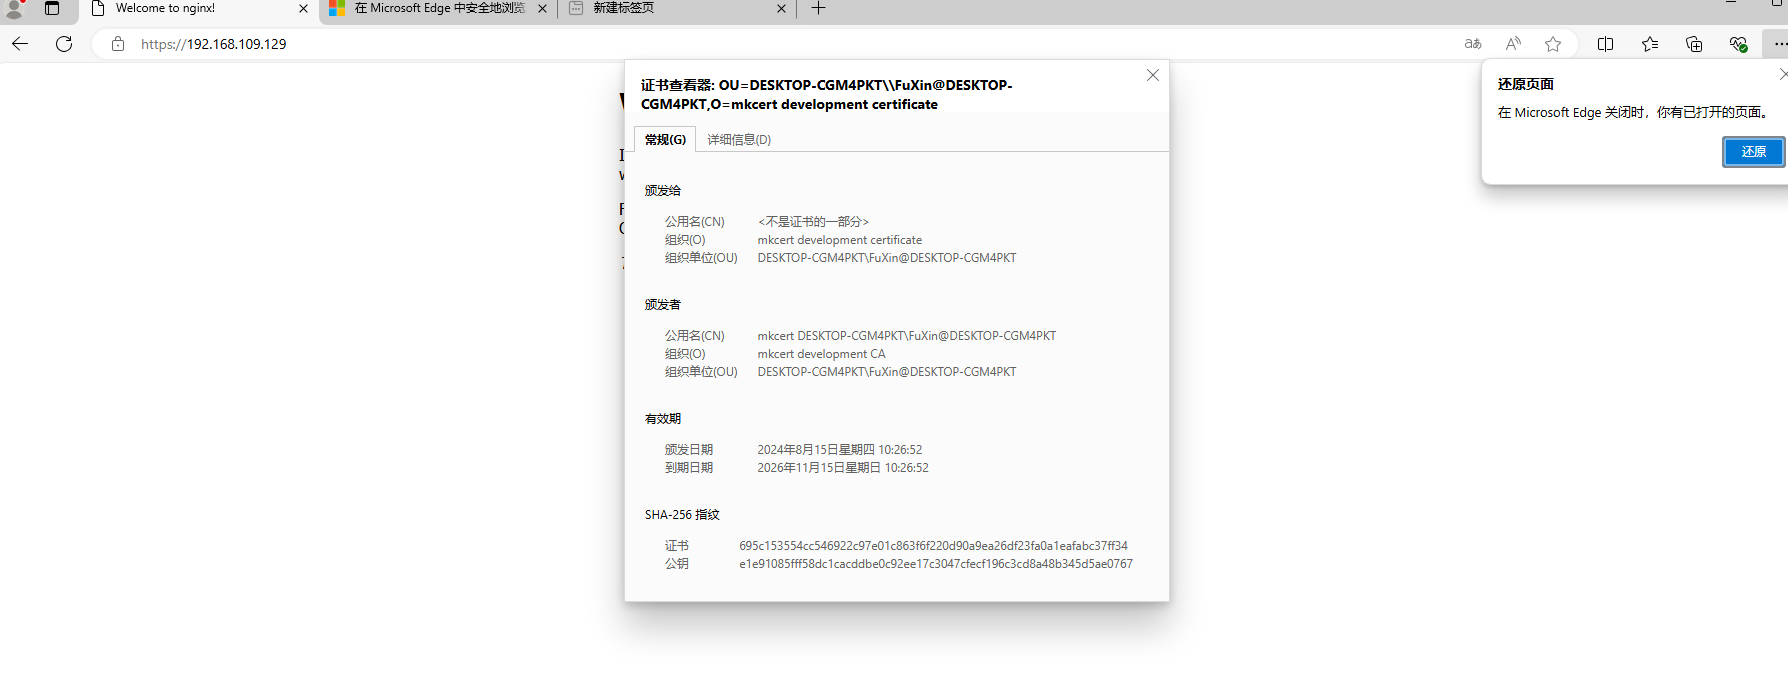 Welcome to nginx!
在 Microsoft Edge 中安全地浏览
新建标签页
https://192.168.109.129
证书查看器: OU=DESKTOP-CGM4PKT\\FuXin@DESKTOP-
CGM4PKT,O=mkcert development certificate
常规(G) 详细信息(D)
颁发给
公用名(CN) <不是证书的一部分>
组织(O) mkcert development certificate
组织单位(OU) DESKTOP-CGM4PKT\FuXin@DESKTOP-CGM4PKT
颁发者
公用名(CN) mkcert DESKTOP-CGM4PKT\FuXin@DESKTOP-CGM4PKT
组织(O) mkcert development CA
组织单位(OU) DESKTOP-CGM4PKT\FuXin@DESKTOP-CGM4PKT
有效期
颁发日期 2024年8月15日星期四 10:26:52
到期日期 2026年11月15日星期日 10:26:52
SHA-256 指纹
证书 695c153554cc546922c97e01c863f6f220d90a9ea26df23fa0a1eafabc37ff34
公钥 e1e91085fff58dc1cacddbe0c92ee17c3047cfecf196c3cd8a48b345d5ae0767
还原页面
在 Microsoft Edge 关闭时，你有已打开的页面。
还原